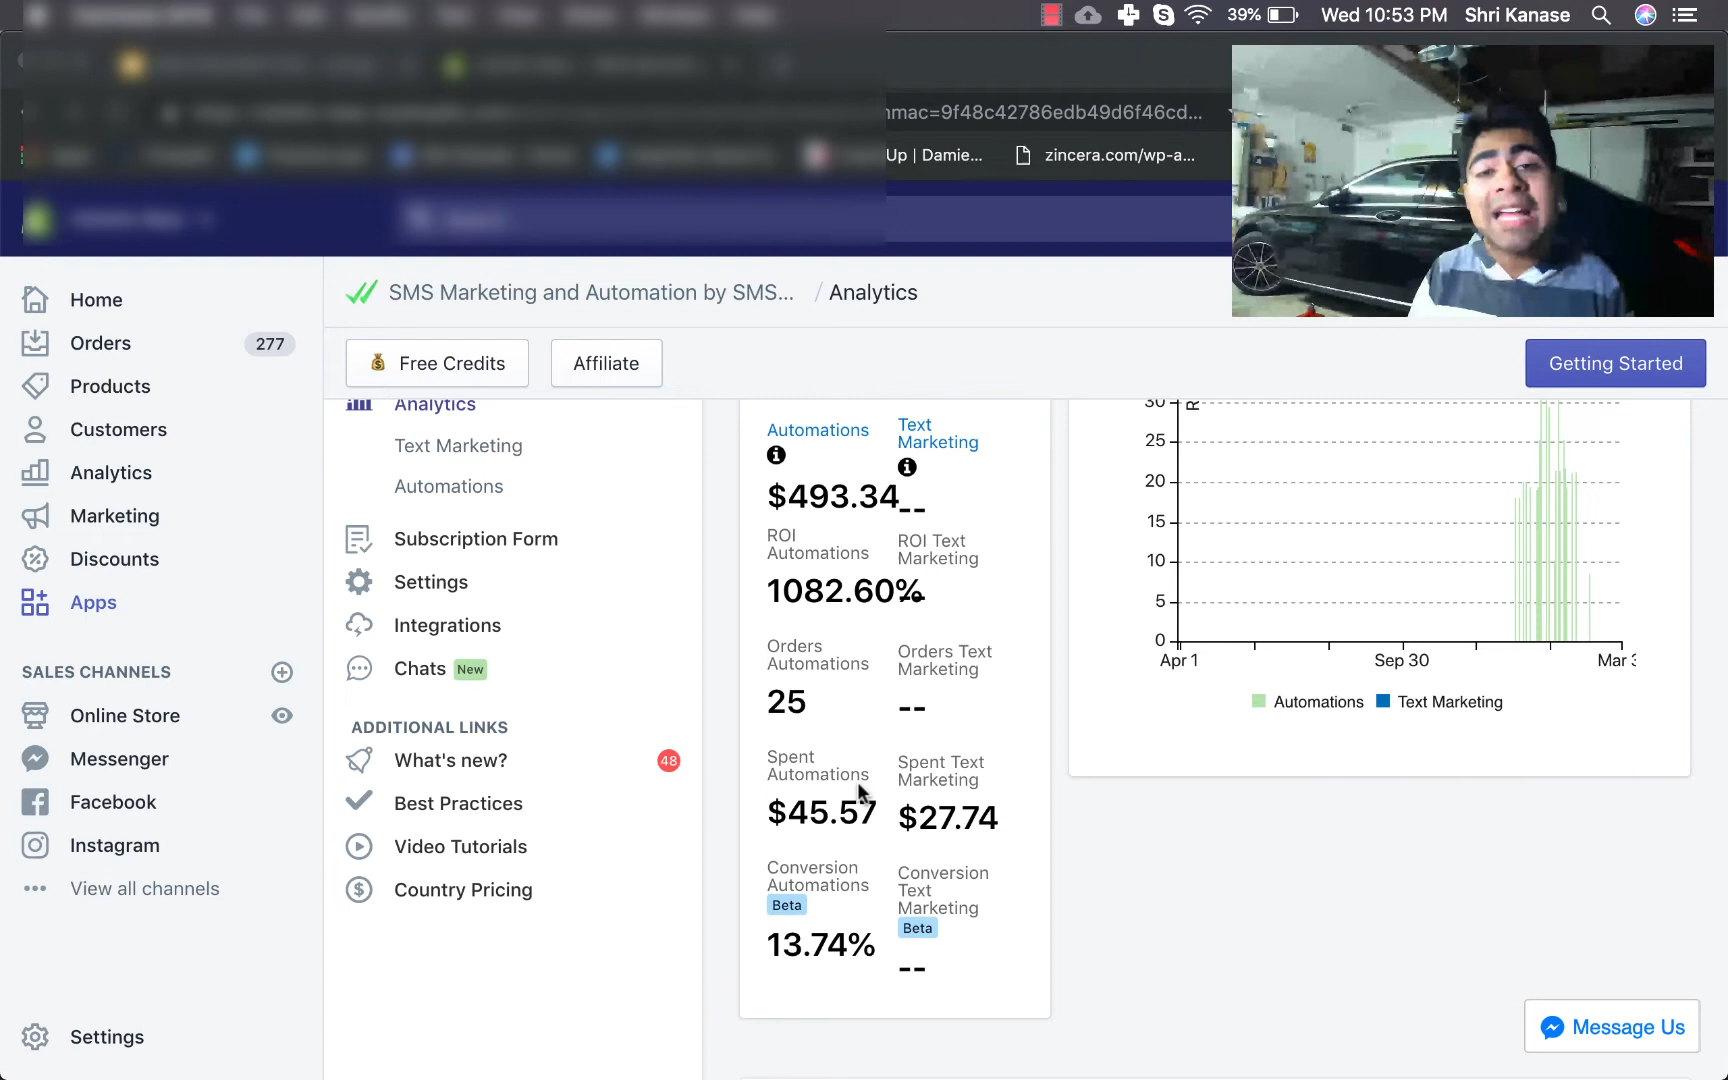 39%
Wed 10:53 PM
Shri Kanase
mac=9f48c42786edb49d6f46cd...
Up | Damie...
zincera.com/wp-a...
SMS Marketing and Automation by SMS... / Analytics
Free Credits
Affiliate
Getting Started
Home
Orders
277
Products
Customers
Analytics
Marketing
Discounts
Apps
SALES CHANNELS
Online Store
Messenger
Facebook
Instagram
View all channels
Settings
Analytics
Text Marketing
Automations
Subscription Form
Settings
Integrations
Chats New
ADDITIONAL LINKS
What's new?
48
Best Practices
Video Tutorials
Country Pricing
Automations
$493.34
ROI
Automations
1082.60%
Orders
Automations
25
Spent
Automations
$45.57
Conversion
Automations
Beta
13.74%
Text
Marketing
--
ROI Text
Marketing
--
Orders Text
Marketing
--
Spent Text
Marketing
$27.74
Conversion
Text
Marketing
Beta
--
30
R
25
20
15
10
5
0
Apr 1
Sep 30
Mar 3
Automations
Text Marketing
Message Us